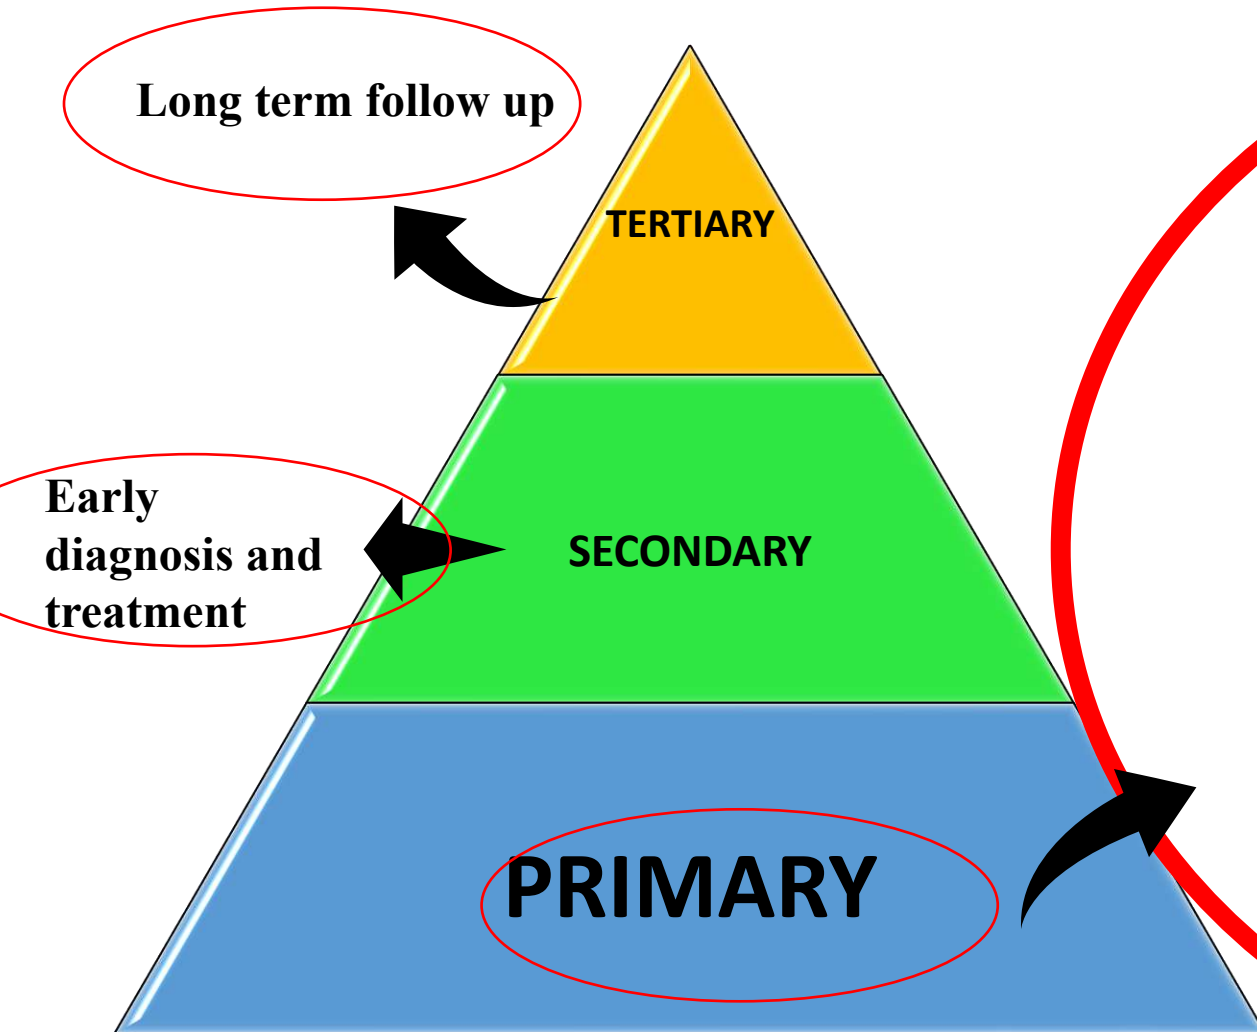 Long term follow up
TERTIARY
Early
diagnosis and
treatment
SECONDARY
PRIMARY